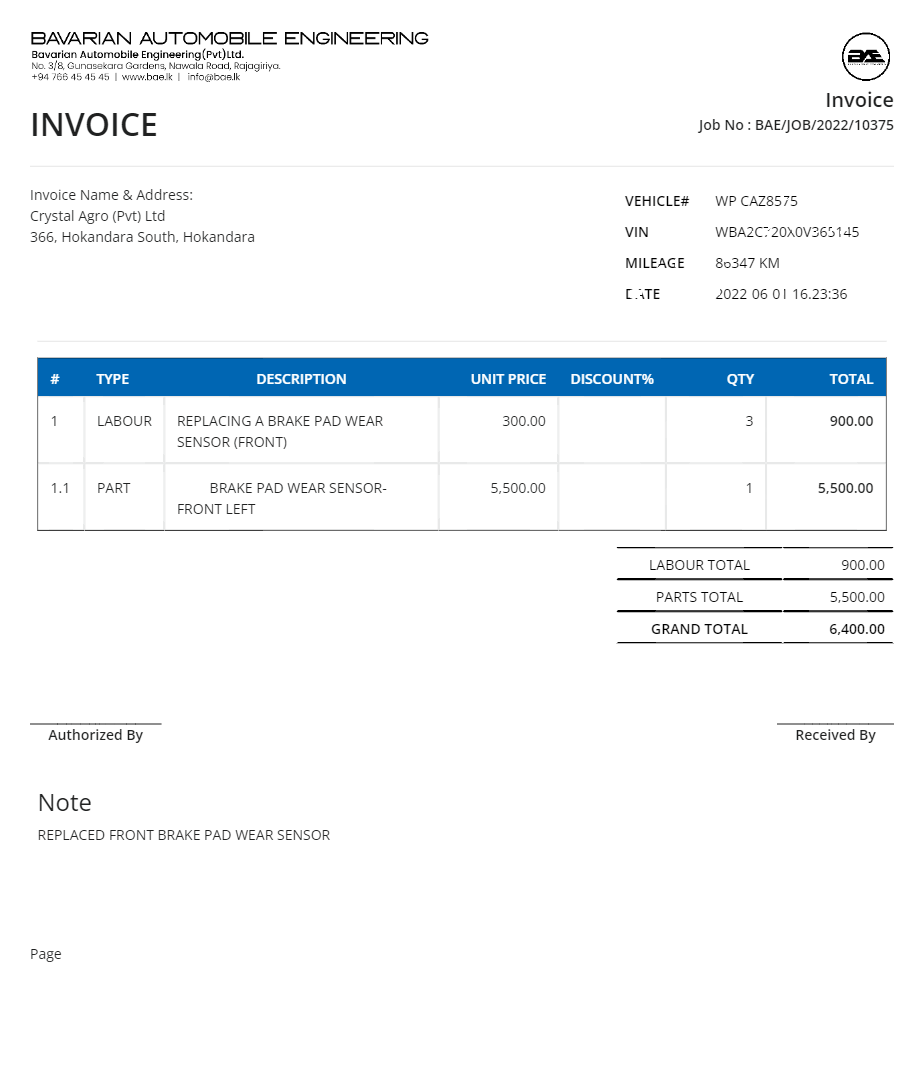 BAVARIAN AUTOMOBILE ENGINEERING
Bavarian Automobile Engineering(Pvt)Ltd.
No. 3/8, Gunasekara Gardens, Nawala Road, Rajagiriya.
+94 766 45 45 45 | www.bae.lk | info@bae.lk
BAE
Invoice
INVOICE
Job No : BAE/JOB/2022/10375
Invoice Name & Address:
Crystal Agro (Pvt) Ltd
366, Hokandara South, Hokandara
VEHICLE# WP CAZ8575
VIN
MILEAGE 86347 KM
DATE 2022 06 01 16.23:36
# TYPE DESCRIPTION UNIT PRICE DISCOUNT% QTY TOTAL
1 LABOUR REPLACING A BRAKE PAD WEAR 300.00 3 900.00
SENSOR (FRONT)
1.1 PART BRAKE PAD WEAR SENSOR- 5,500.00 1 5,500.00
FRONT LEFT
LABOUR TOTAL 900.00
PARTS TOTAL 5,500.00
GRAND TOTAL 6,400.00
Authorized By Received By
Note
REPLACED FRONT BRAKE PAD WEAR SENSOR
Page